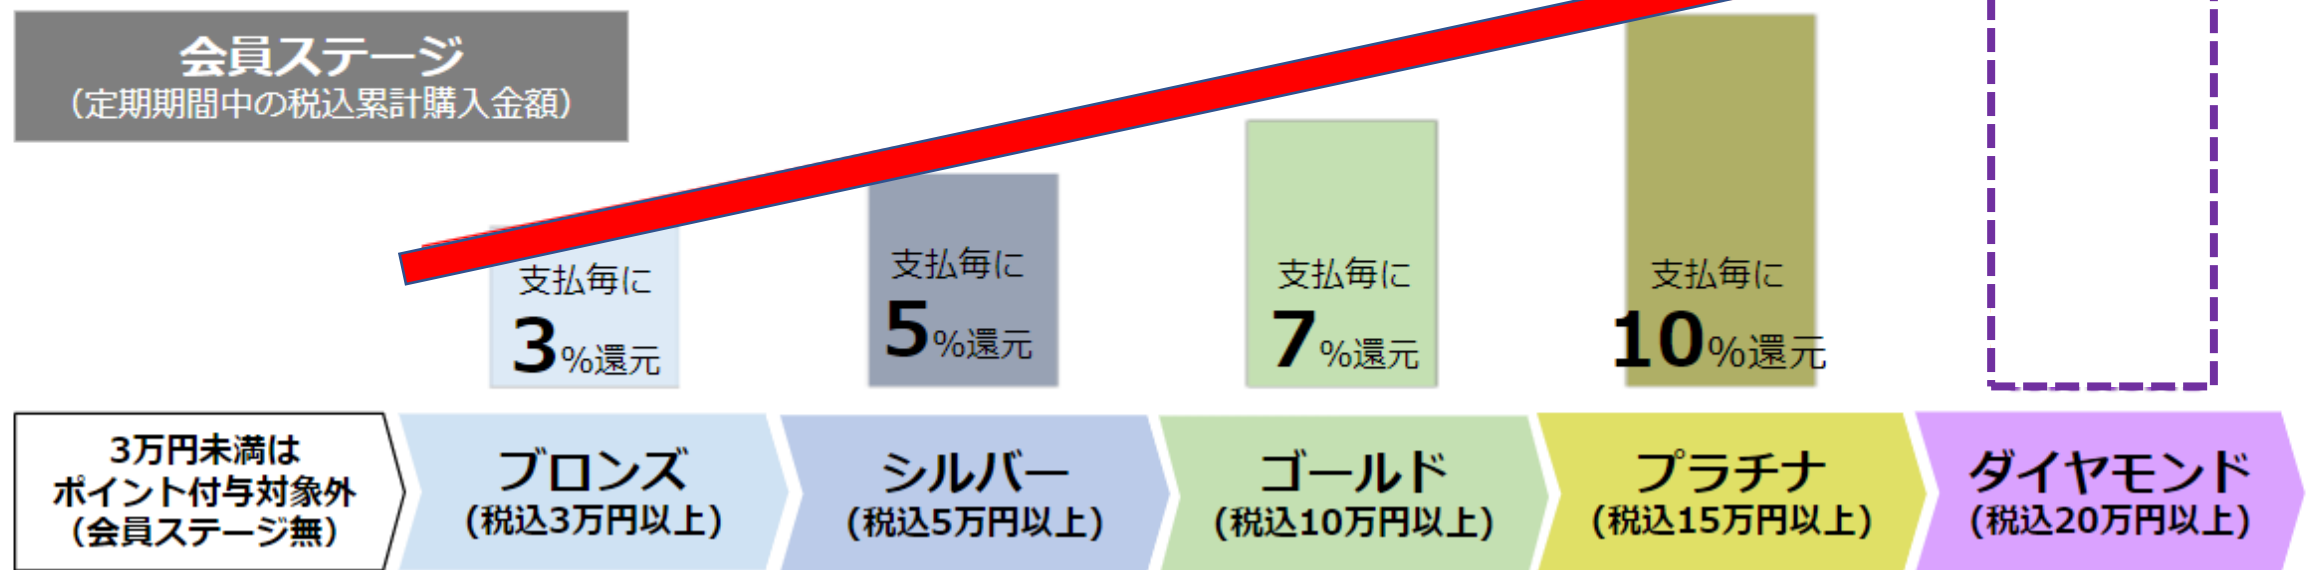 会員ステージ
（定期期間中の税込累計購入金額）
支払毎に
3%還元
支払毎に
5%還元
支払毎に
7%還元
支払毎に
10%還元
3万円未満は
ポイント付与対象外
（会員ステージ無）
ブロンズ
(税込3万円以上)
シルバー
(税込5万円以上)
ゴールド
(税込10万円以上)
プラチナ
(税込15万円以上)
ダイヤモンド
(税込20万円以上)